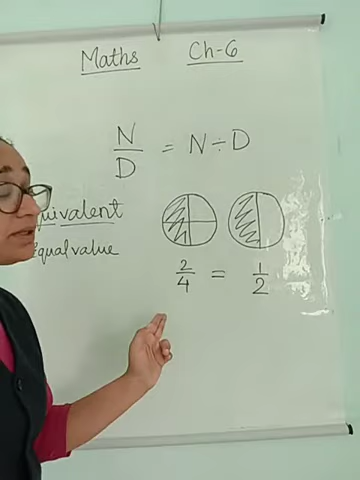 Maths Ch-6
N/D = N ÷ D
quivalent
Equal value
2/4 = 1/2